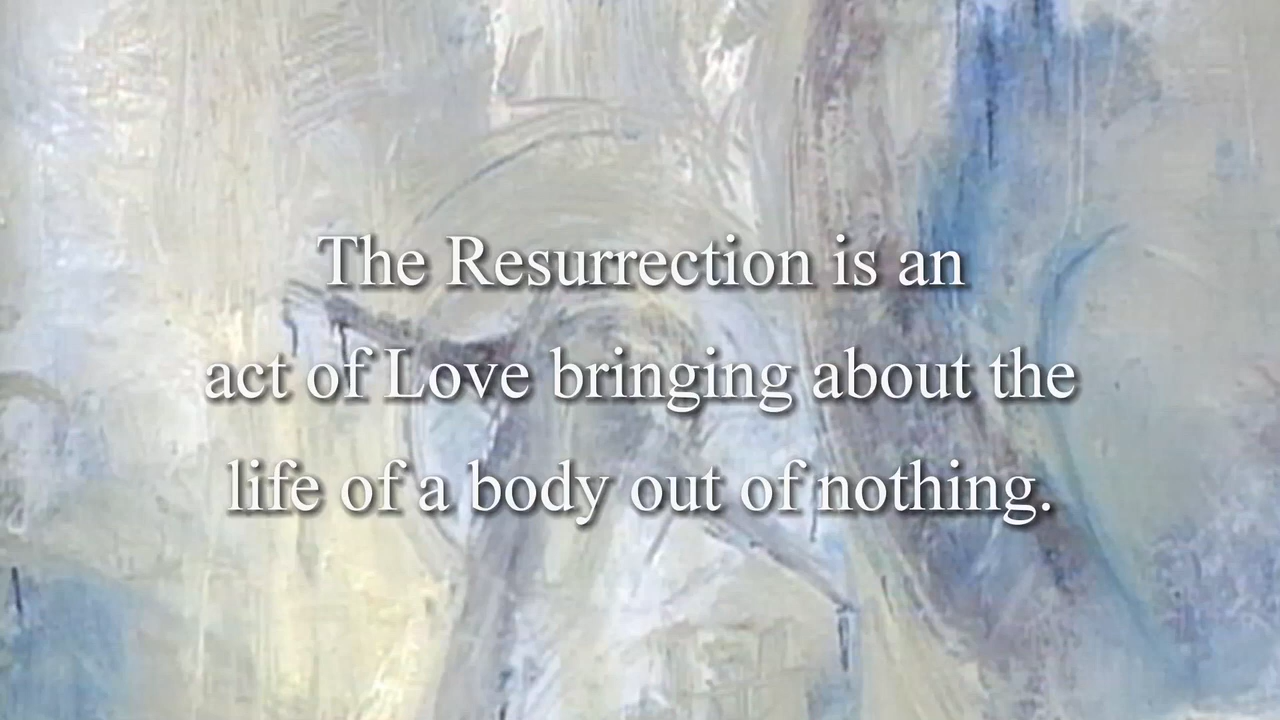 The Resurrection is an
act of Love bringing about the
life of a body out of nothing.